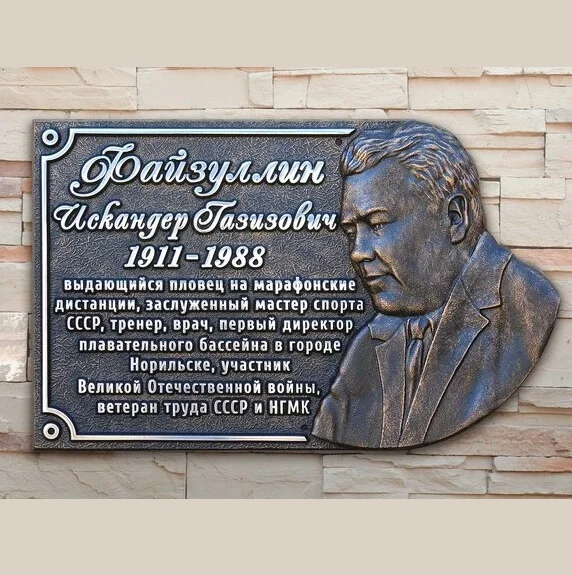 Файзуллин
Искандер Газизович
1911-1988
выдающийся пловец на марафонские
дистанции, заслуженный мастер спорта
СССР, тренер, врач, первый директор
плавательного бассейна в городе
Норильске, участник
Великой Отечественной войны,
ветеран труда СССР и НГМК